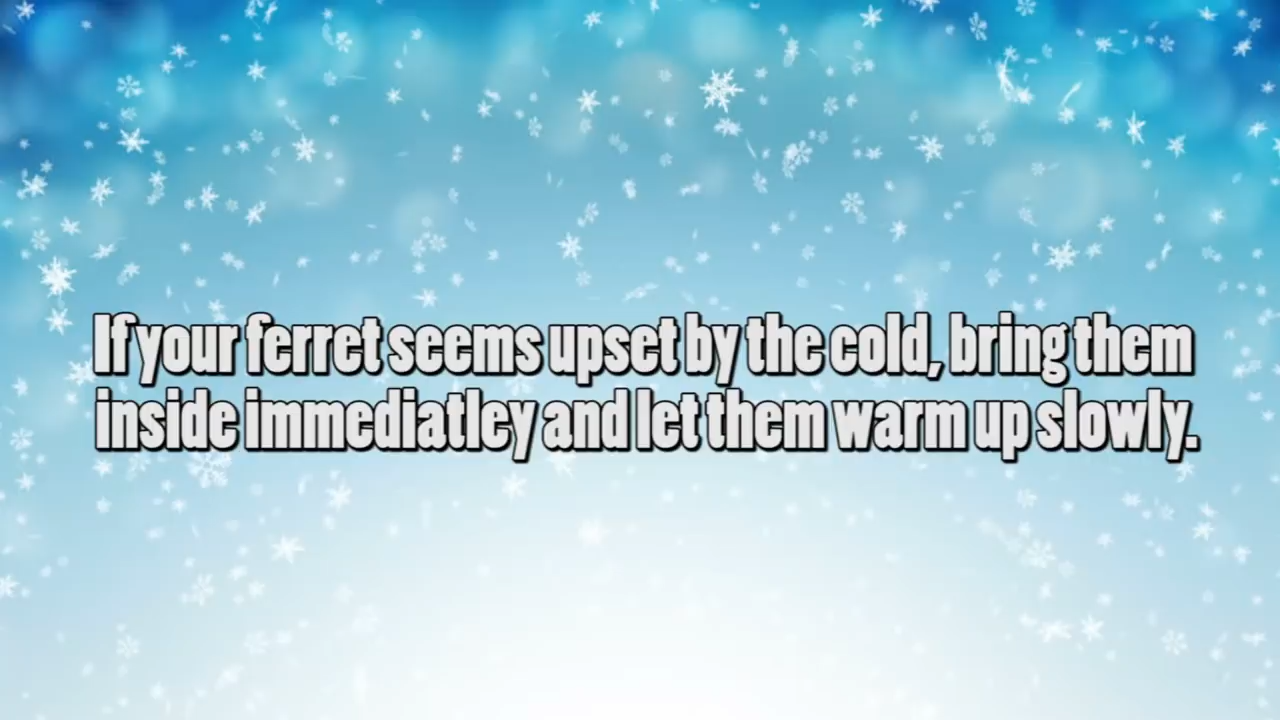 If your ferret seems upset by the cold, bring them
inside immediatley and let them warm up slowly.